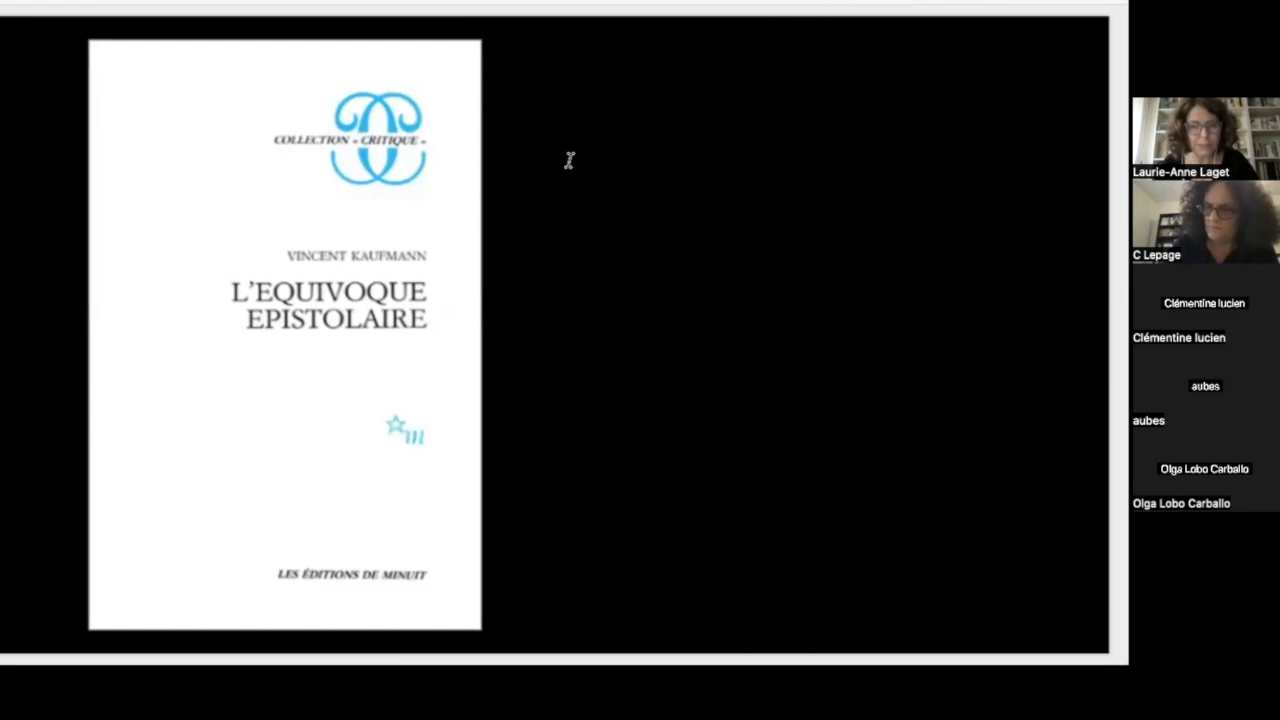 COLLECTION « CRITIQUE »
VINCENT KAUFMANN
L'EQUIVOQUE
EPISTOLAIRE
m
LES ÉDITIONS DE MINUIT
Laurie-Anne Laget
C Lepage
Clémentine lucien
Clémentine lucien
aubes
aubes
Olga Lobo Carballo
Olga Lobo Carballo